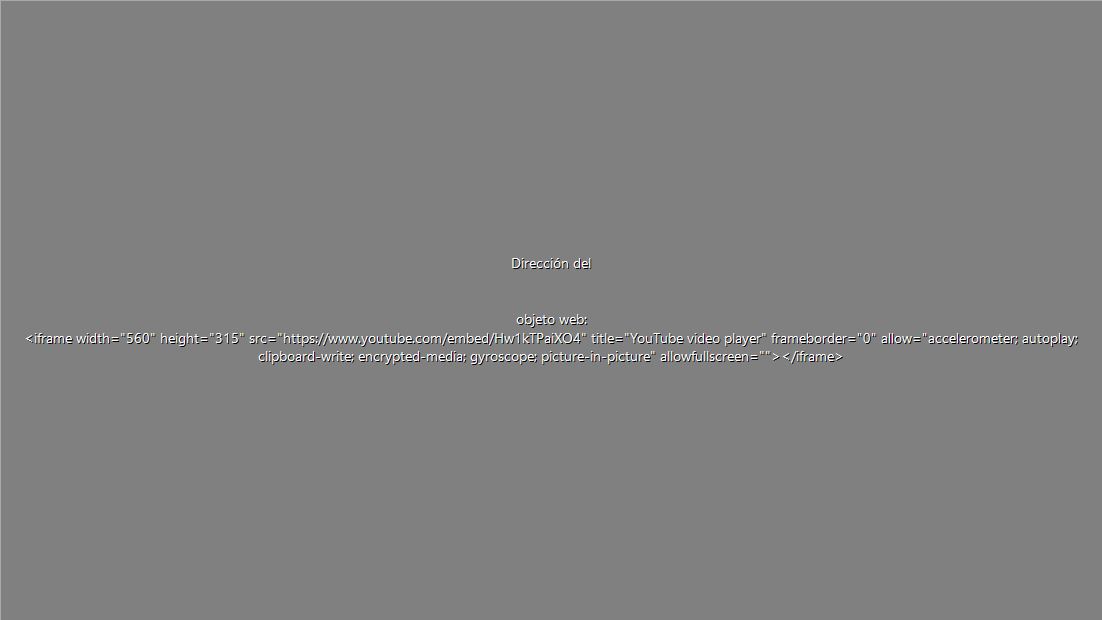 Dirección del
objeto web:
<iframe width="560" height="315" src="https://www.youtube.com/embed/Hw1kTPaiXO4" title="YouTube video player" frameborder="0" allow="accelerometer; autoplay;
clipboard-write; encrypted-media; gyroscope; picture-in-picture" allowfullscreen=""></iframe>